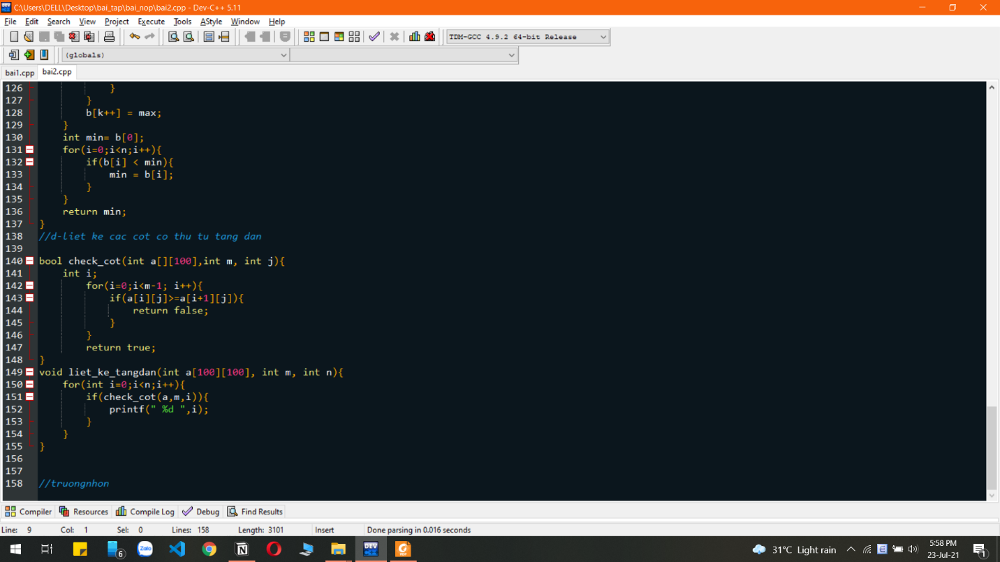 C:\Users\DELL\Desktop\bai_tap\bai_nop\bai2.cpp - Dev-C++ 5.11
File Edit Search View Project Execute Tools AStyle Window Help
TDM-GCC 4.9.2 64-bit Release
(globals)
bai1.cpp bai2.cpp
126 }
127 }
128 b[k++] = max;
129 }
130 int min= b[0];
131 for(i=0;i<n;i++){
132 if(b[i] < min){
133 min = b[i];
134 }
135 }
136 return min;
137 }
138 //d-liet ke cac cot co thu tu tang dan
139
140 bool check_cot(int a[][100],int m, int j){
141 int i;
142 for(i=0;i<m-1; i++){
143 if(a[i][j]>=a[i+1][j]){
144 return false;
145 }
146 }
147 return true;
148 }
149 void liet_ke_tangdan(int a[100][100], int m, int n){
150 for(int i=0;i<n;i++){
151 if(check_cot(a,m,i)){
152 printf(" %d ",i);
153 }
154 }
155 }
156
157
158 //truongnhon
Compiler Resources Compile Log Debug Find Results
Line: 9 Col: 1 Sel: 0 Lines: 158 Length: 3101 Insert Done parsing in 0.016 seconds
6 Zalo DEV PDF 31°C Light rain 5:58 PM
23-Jul-21 1